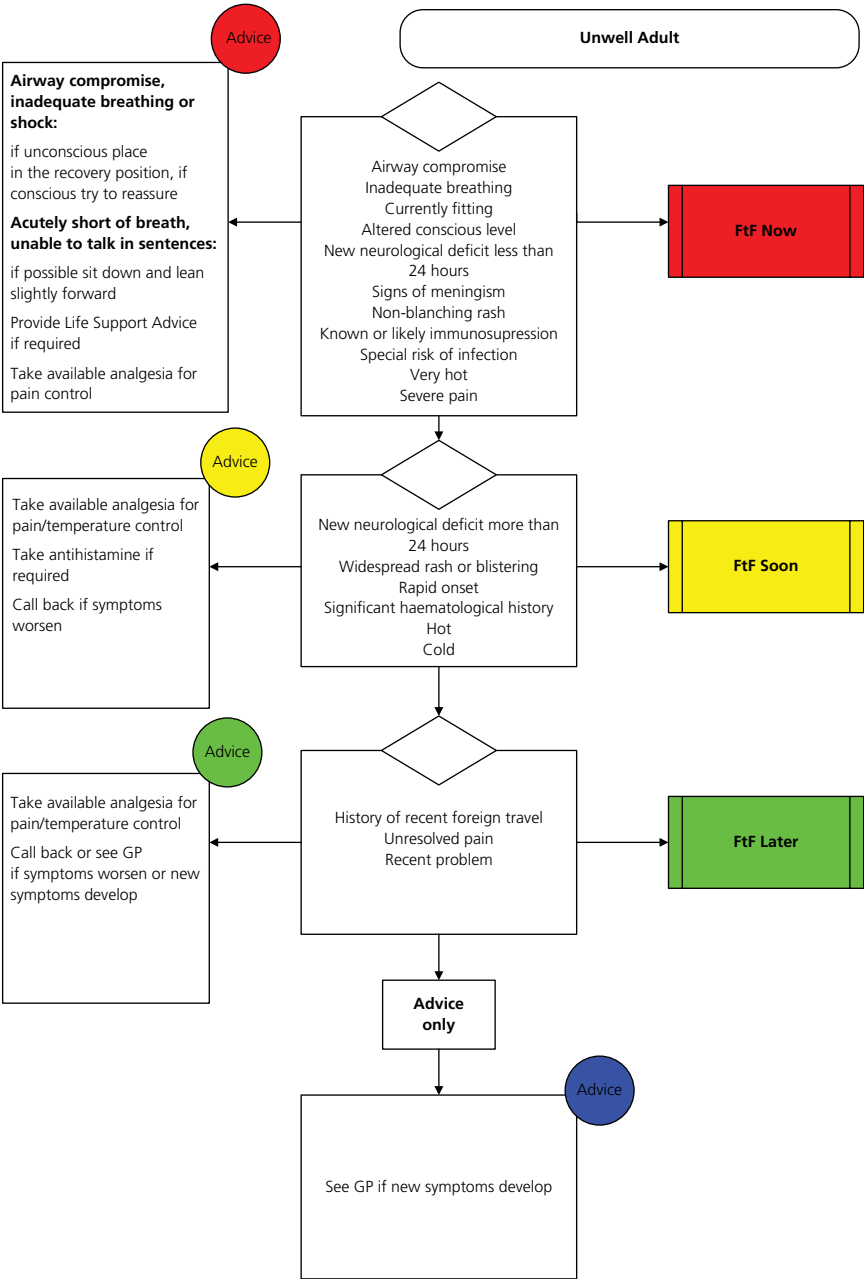 Unwell Adult
Advice
Airway compromise,
inadequate breathing or
shock:
if unconscious place
in the recovery position, if
conscious try to reassure
Acutely short of breath,
unable to talk in sentences:
if possible sit down and lean
slightly forward
Provide Life Support Advice
if required
Take available analgesia for
pain control
Airway compromise
Inadequate breathing
Currently fitting
Altered conscious level
New neurological deficit less than
24 hours
Signs of meningism
Non-blanching rash
Known or likely immunosupression
Special risk of infection
Very hot
Severe pain
FtF Now
Advice
Take available analgesia for
pain/temperature control
Take antihistamine if
required
Call back if symptoms
worsen
New neurological deficit more than
24 hours
Widespread rash or blistering
Rapid onset
Significant haematological history
Hot
Cold
FtF Soon
Advice
Take available analgesia for
pain/temperature control
Call back or see GP
if symptoms worsen or new
symptoms develop
History of recent foreign travel
Unresolved pain
Recent problem
FtF Later
Advice
only
Advice
See GP if new symptoms develop